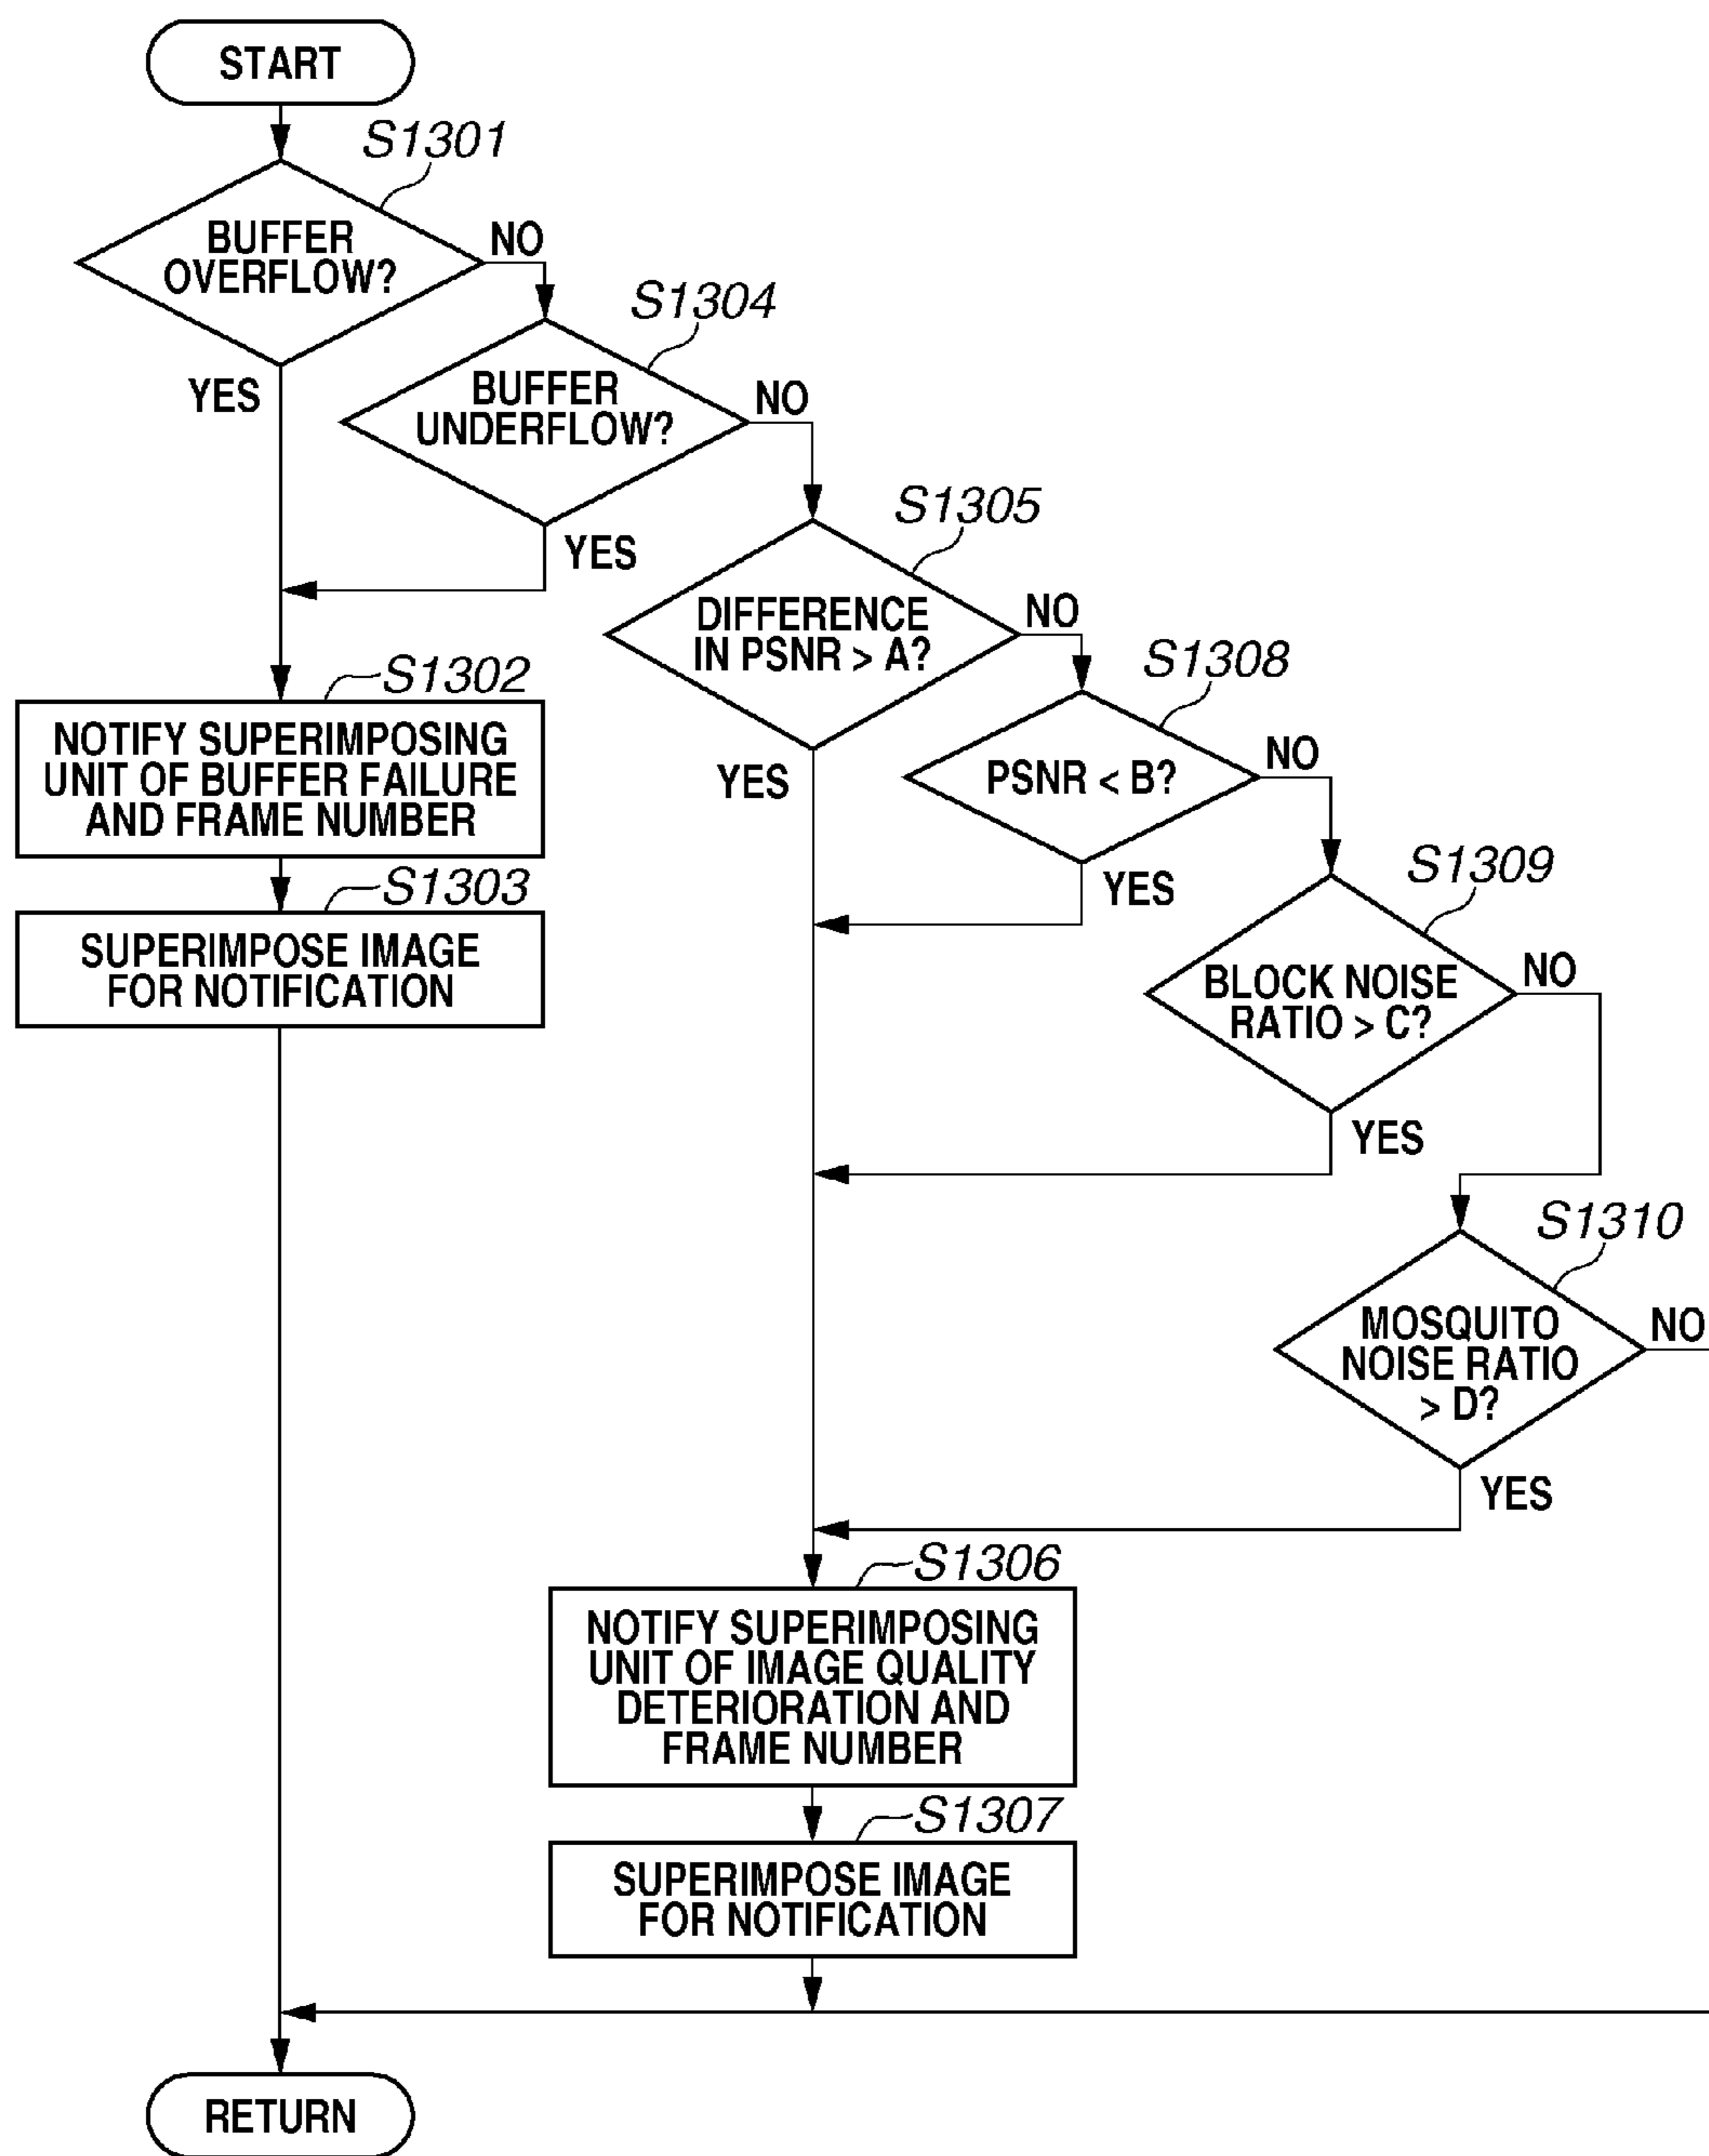 START
S1301
BUFFER
OVERFLOW?
NO
YES
S1304
BUFFER
UNDERFLOW?
NO
YES
S1305
DIFFERENCE
IN PSNR > A?
NO
YES
S1302
NOTIFY SUPERIMPOSING
UNIT OF BUFFER FAILURE
AND FRAME NUMBER
S1303
SUPERIMPOSE IMAGE
FOR NOTIFICATION
S1308
PSNR < B?
NO
YES
S1309
BLOCK NOISE
RATIO > C?
NO
YES
S1310
MOSQUITO
NOISE RATIO
> D?
NO
YES
S1306
NOTIFY SUPERIMPOSING
UNIT OF IMAGE QUALITY
DETERIORATION AND
FRAME NUMBER
S1307
SUPERIMPOSE IMAGE
FOR NOTIFICATION
RETURN